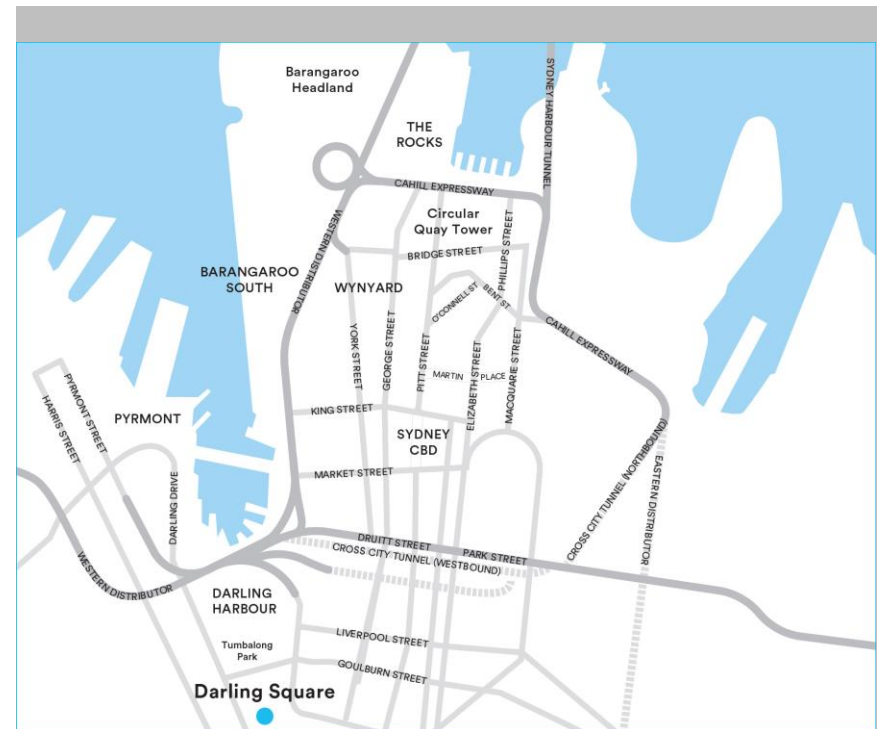 Barangaroo
Headland
THE
ROCKS
SYDNEY HARBOUR TUNNEL
CAHILL EXPRESSWAY
Circular
Quay Tower
PHILLIPS STREET
WESTERN DISTRIBUTOR
BRIDGE STREET
BARANGAROO
SOUTH
WYNYARD
O'CONNELL ST
BENT ST
CAHILL EXPRESSWAY
YORK STREET
GEORGE STREET
PITT STREET
MARTIN PLACE
ELIZABETH STREET
MACQUARIE STREET
PYRMONT STREET
HARRIS STREET
PYRMONT
KING STREET
SYDNEY
CBD
MARKET STREET
DARLING DRIVE
CROSS CITY TUNNEL (NORTHBOUND)
EASTERN DISTRIBUTOR
DRUITT STREET
PARK STREET
CROSS CITY TUNNEL (WESTBOUND)
WESTERN DISTRIBUTOR
DARLING
HARBOUR
LIVERPOOL STREET
Tumbalong
Park
GOULBURN STREET
Darling Square